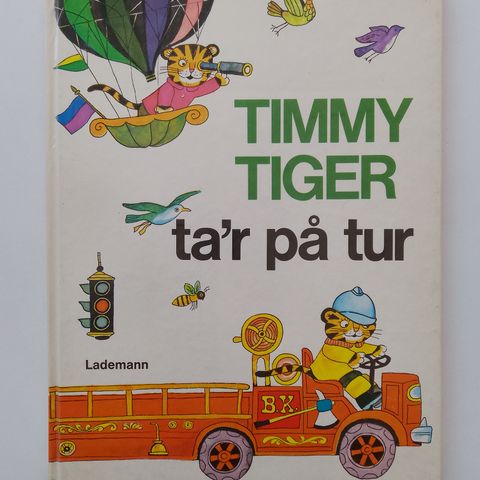 TIMMY
TIGER
ta'r på tur
Lademann
B.K.